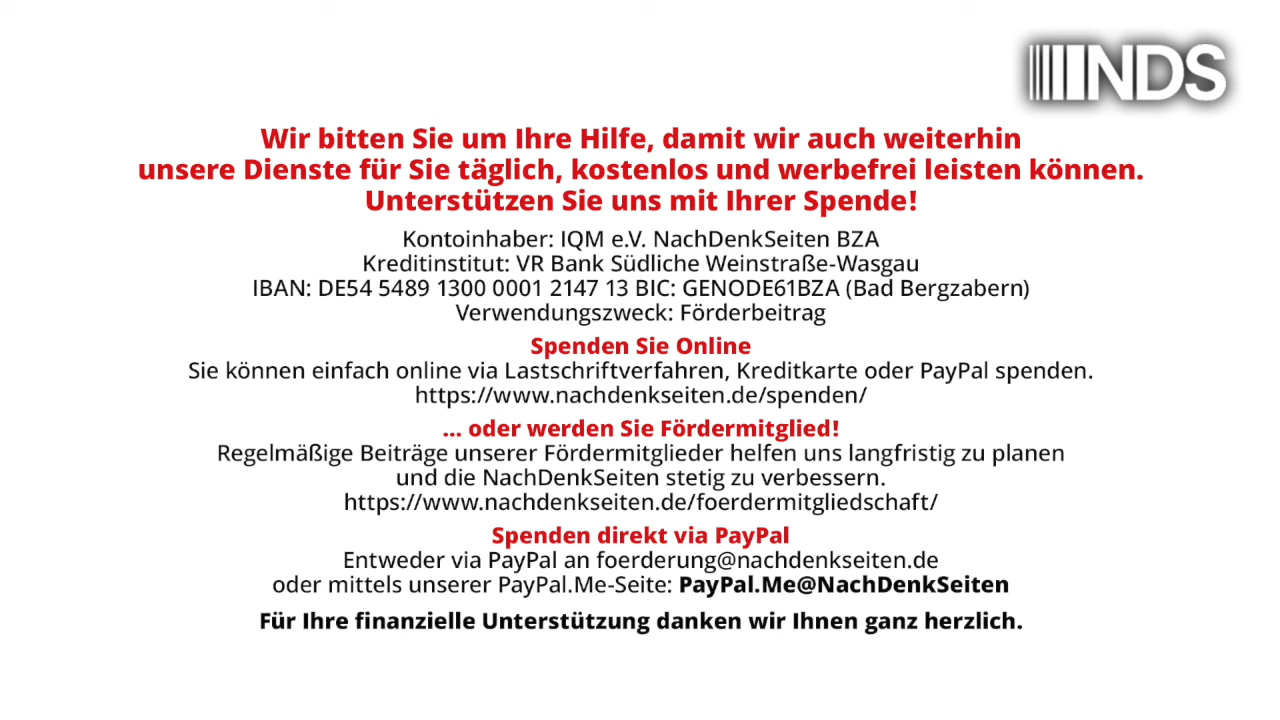 NDS
Wir bitten Sie um Ihre Hilfe, damit wir auch weiterhin
unsere Dienste für Sie täglich, kostenlos und werbefrei leisten können.
Unterstützen Sie uns mit Ihrer Spende!
Kontoinhaber: IQM e.V. NachDenkSeiten BZA
Kreditinstitut: VR Bank Südliche Weinstraße-Wasgau
IBAN: DE54 5489 1300 0001 2147 13 BIC: GENODE61BZA (Bad Bergzabern)
Verwendungszweck: Förderbeitrag
Spenden Sie Online
Sie können einfach online via Lastschriftverfahren, Kreditkarte oder PayPal spenden.
https://www.nachdenkseiten.de/spenden/
... oder werden Sie Fördermitglied!
Regelmäßige Beiträge unserer Fördermitglieder helfen uns langfristig zu planen
und die NachDenkSeiten stetig zu verbessern.
https://www.nachdenkseiten.de/foerdermitgliedschaft/
Spenden direkt via PayPal
Entweder via PayPal an foerderung@nachdenkseiten.de
oder mittels unserer PayPal.Me-Seite: PayPal.Me@NachDenkSeiten
Für Ihre finanzielle Unterstützung danken wir Ihnen ganz herzlich.